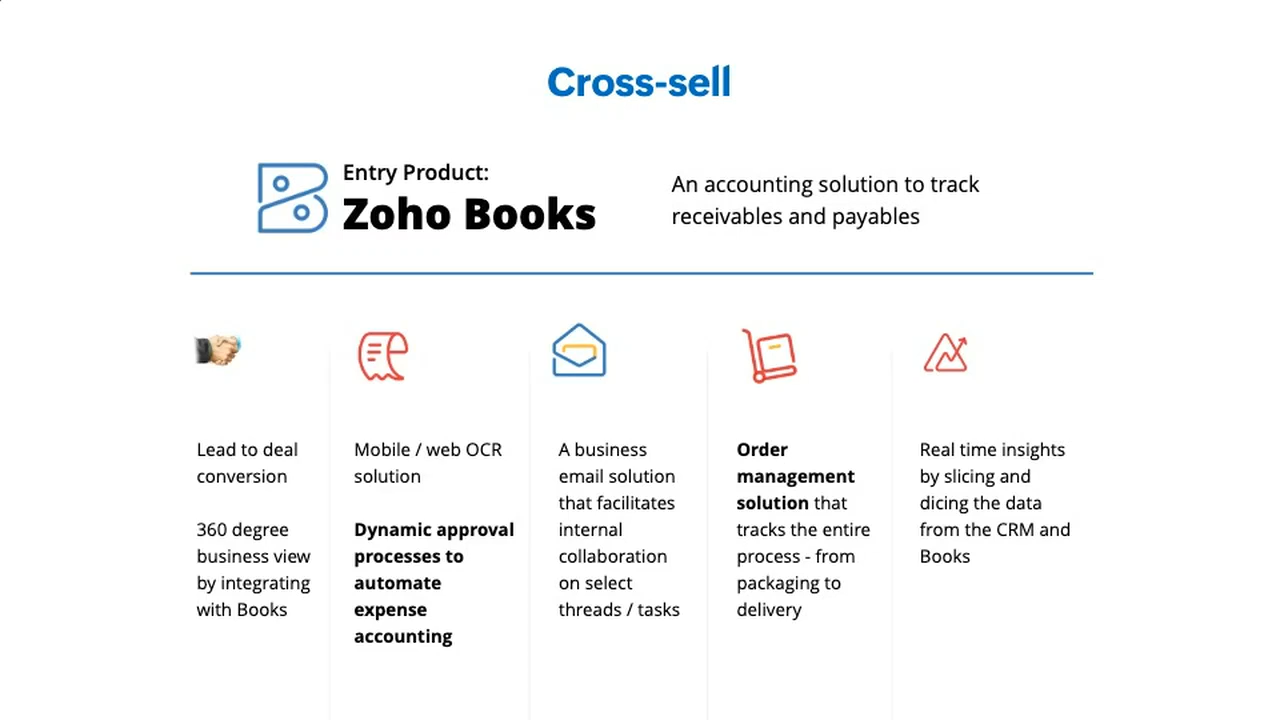 Cross-sell
Entry Product:
Zoho Books
An accounting solution to track
receivables and payables
Lead to deal
conversion
360 degree
business view
by integrating
with Books
Mobile / web OCR
solution
Dynamic approval
processes to
automate
expense
accounting
A business
email solution
that facilitates
internal
collaboration
on select
threads / tasks
Order
management
solution that
tracks the entire
process - from
packaging to
delivery
Real time insights
by slicing and
dicing the data
from the CRM and
Books